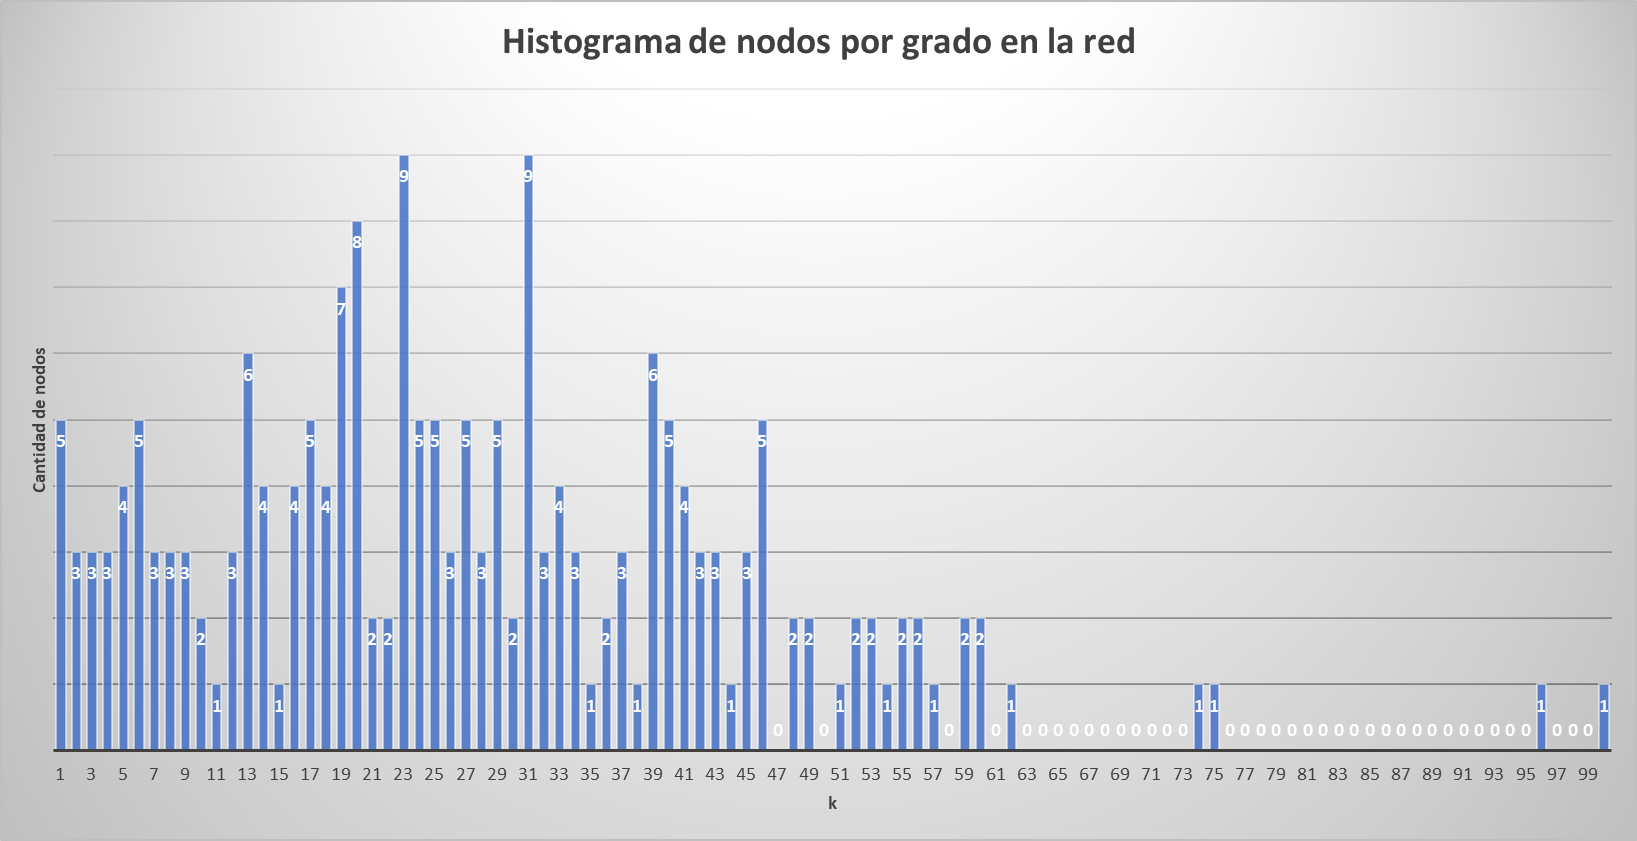 Histograma de nodos por grado en la red
Cantidad de nodos
9 9
8
7
6 6
5 5 5 5 5 5 5 5 5
4 4 4 4 4 4
3 3 3 3 3 3 3 3 3 3 3 3 3 3 3
2 2 2 2 2 2 2 2 2 2 2 2 2
1 1 1 1 1 1 1 1 1 1 1 1 1
0 0 0 0 0 0 0 0 0 0 0 0 0 0 0 0 0 0 0 0 0 0 0 0 0 0 0 0 0 0 0 0 0 0 0 0 0 0
1 3 5 7 9 11 13 15 17 19 21 23 25 27 29 31 33 35 37 39 41 43 45 47 49 51 53 55 57 59 61 63 65 67 69 71 73 75 77 79 81 83 85 87 89 91 93 95 97 99
k